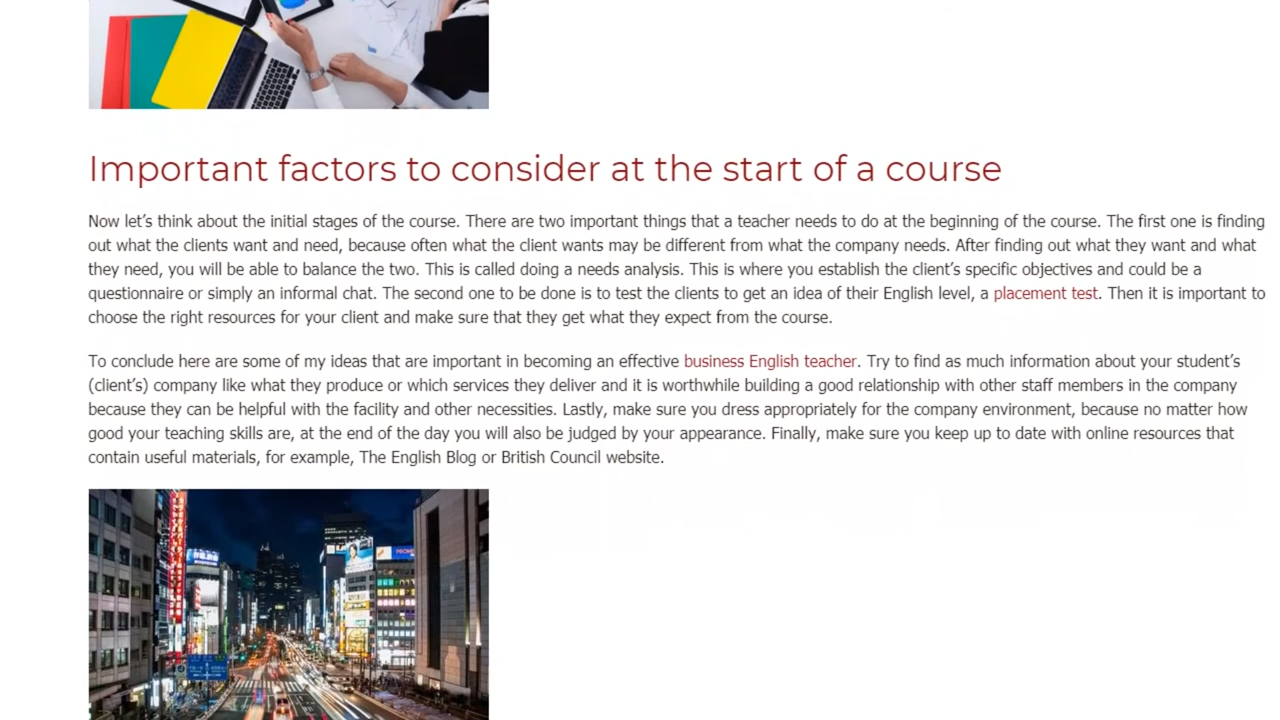 Important factors to consider at the start of a course
Now let's think about the initial stages of the course. There are two important things that a teacher needs to do at the beginning of the course. The first one is finding
out what the clients want and need, because often what the client wants may be different from what the company needs. After finding out what they want and what
they need, you will be able to balance the two. This is called doing a needs analysis. This is where you establish the client's specific objectives and could be a
questionnaire or simply an informal chat. The second one to be done is to test the clients to get an idea of their English level, a placement test. Then it is important to
choose the right resources for your client and make sure that they get what they expect from the course.
To conclude here are some of my ideas that are important in becoming an effective business English teacher. Try to find as much information about your student's
(client's) company like what they produce or which services they deliver and it is worthwhile building a good relationship with other staff members in the company
because they can be helpful with the facility and other necessities. Lastly, make sure you dress appropriately for the company environment, because no matter how
good your teaching skills are, at the end of the day you will also be judged by your appearance. Finally, make sure you keep up to date with online resources that
contain useful materials, for example, The English Blog or British Council website.